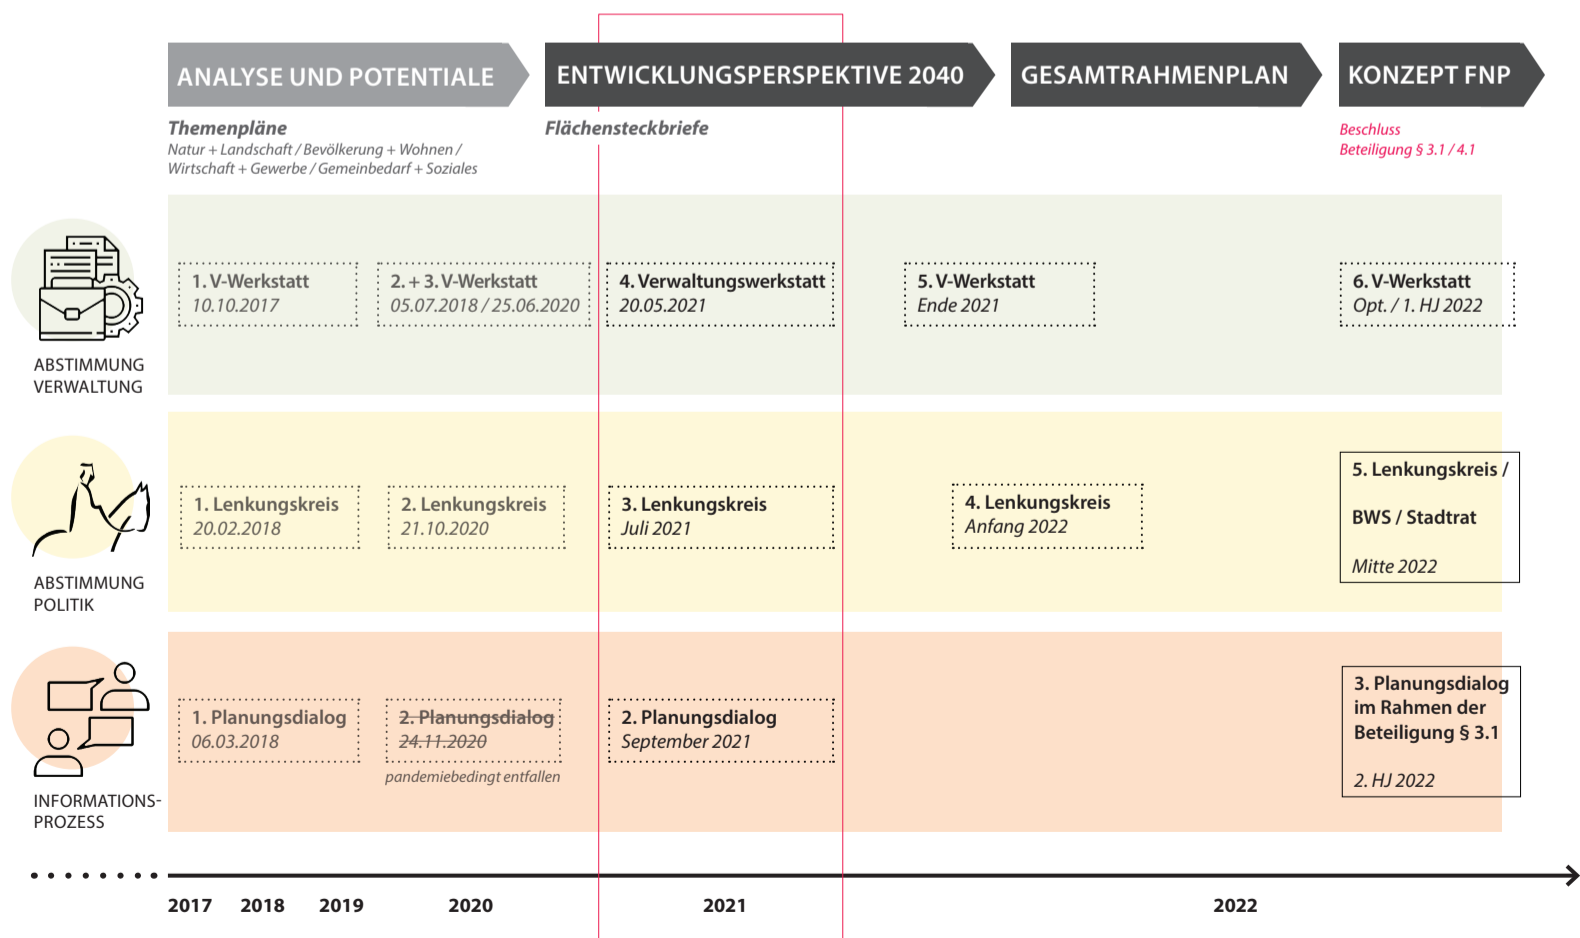 ANALYSE UND POTENTIALE
ENTWICKLUNGSPERSPEKTIVE 2040
GESAMTRAHMENPLAN
KONZEPT FNP
Themenpläne
Natur + Landschaft / Bevölkerung + Wohnen /
Wirtschaft + Gewerbe / Gemeinbedarf + Soziales
Flächensteckbriefe
Beschluss
Beteiligung § 3.1 / 4.1
ABSTIMMUNG
VERWALTUNG
1. V-Werkstatt
10.10.2017
2. + 3. V-Werkstatt
05.07.2018 / 25.06.2020
4. Verwaltungswerkstatt
20.05.2021
5. V-Werkstatt
Ende 2021
6. V-Werkstatt
Opt. / 1. HJ 2022
ABSTIMMUNG
POLITIK
1. Lenkungskreis
20.02.2018
2. Lenkungskreis
21.10.2020
3. Lenkungskreis
Juli 2021
4. Lenkungskreis
Anfang 2022
5. Lenkungskreis /
BWS / Stadtrat
Mitte 2022
INFORMATIONS-
PROZESS
1. Planungsdialog
06.03.2018
2. Planungsdialog
24.11.2020
pandemiebedingt entfallen
2. Planungsdialog
September 2021
3. Planungsdialog
im Rahmen der
Beteiligung § 3.1
2. HJ 2022
2017 2018 2019 2020 2021 2022